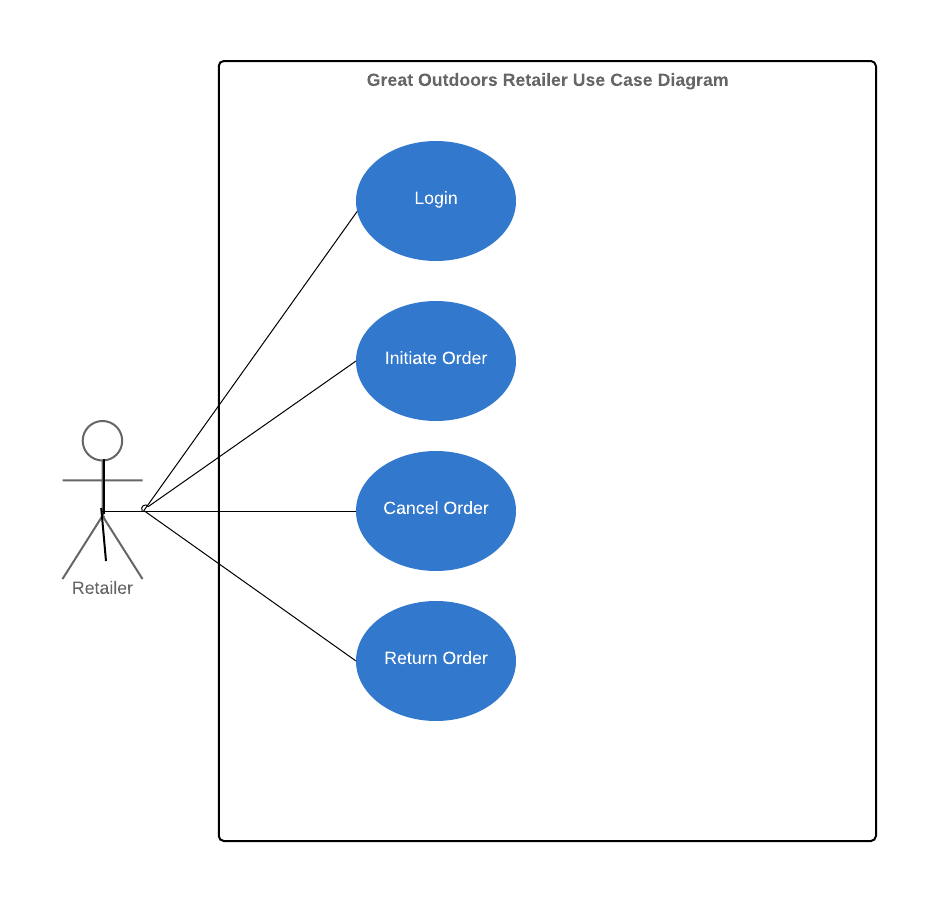 Great Outdoors Retailer Use Case Diagram
Login
Initiate Order
Cancel Order
Retailer
Return Order